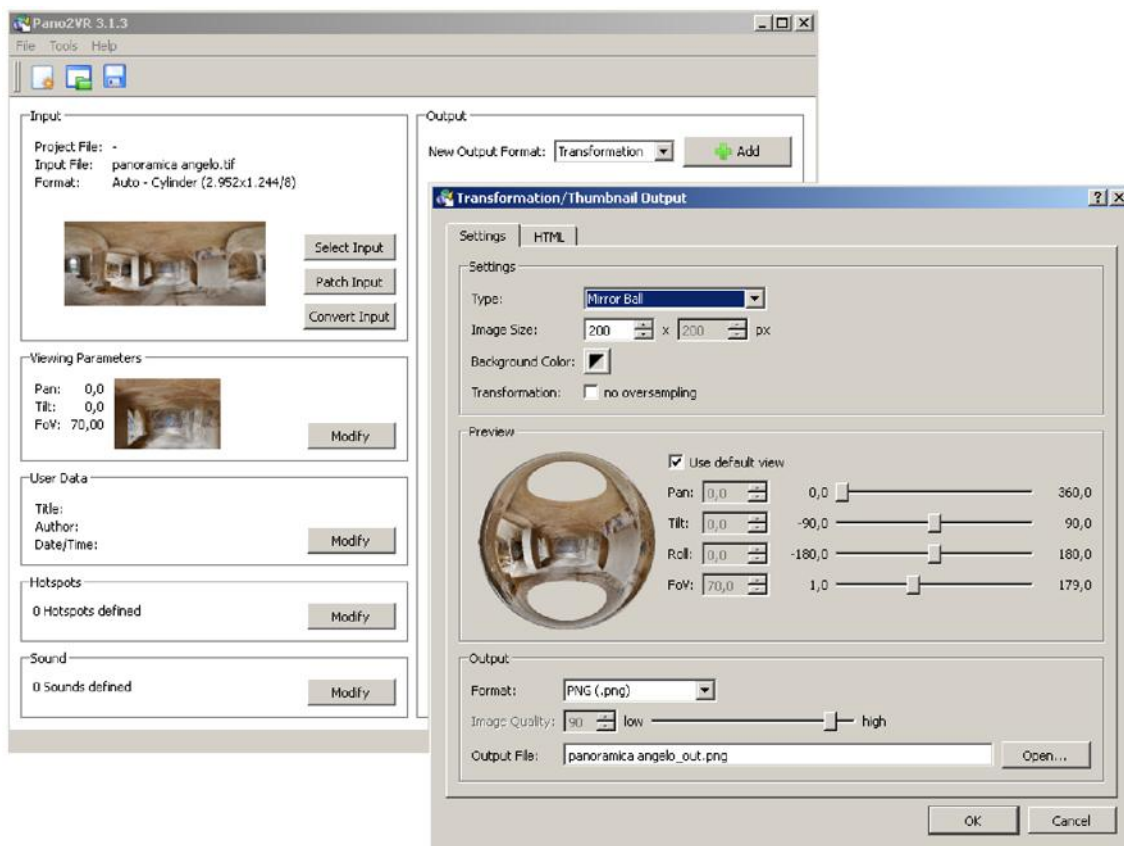 Pano2VR 3.1.3
File Tools Help
Input
Project File: -
Input File: panoramica angelo.tif
Format: Auto - Cylinder (2.952x1.244/8)
Select Input
Patch Input
Convert Input
Viewing Parameters
Pan: 0,0
Tilt: 0,0
FoV: 70,00
Modify
User Data
Title:
Author:
Date/Time:
Modify
Hotspots
0 Hotspots defined
Modify
Sound
0 Sounds defined
Modify
Output
New Output Format: Transformation Add
Transformation/Thumbnail Output
Settings HTML
Settings
Type: Mirror Ball
Image Size: 200 x 200 px
Background Color:
Transformation: no oversampling
Preview
Use default view
Pan: 0,0 0,0 360,0
Tilt: 0,0 -90,0 90,0
Roll: 0,0 -180,0 180,0
FoV: 70,0 1,0 179,0
Output
Format: PNG (.png)
Image Quality: 90 low high
Output File: panoramica angelo_out.png Open...
OK Cancel